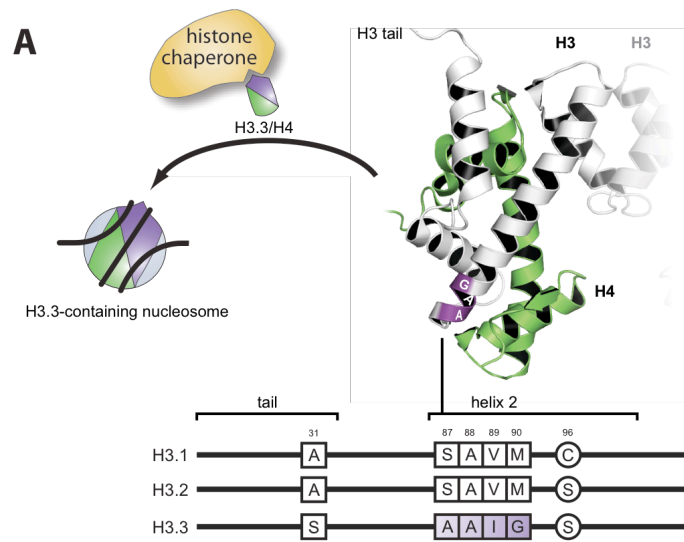 A
histone
chaperone
H3.3/H4
H3.3-containing nucleosome
H3 tail
H3
H3
G
A
A
H4
tail
helix 2
31 87 88 89 90 96
H3.1 A S A V M C
H3.2 A S A V M S
H3.3 S A A I G S